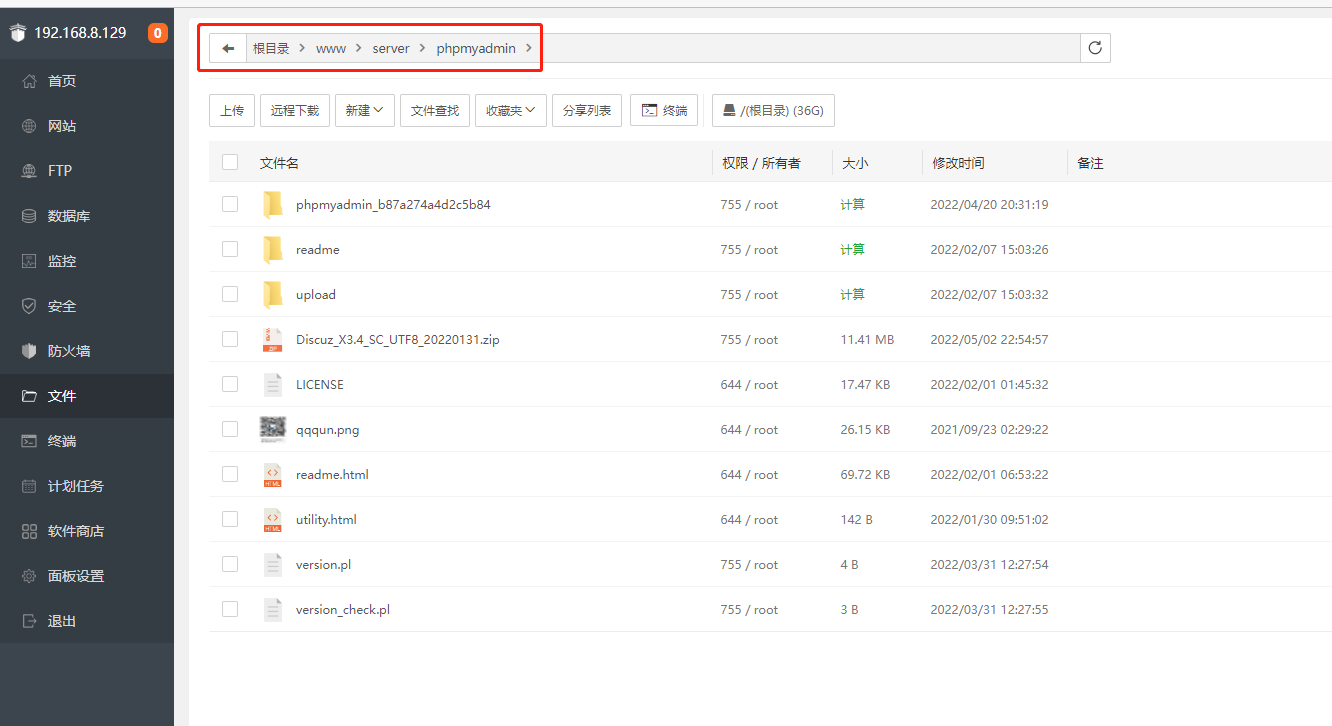 192.168.8.129 0
首页
网站
FTP
数据库
监控
安全
防火墙
文件
终端
计划任务
软件商店
面板设置
退出
根目录 > www > server > phpmyadmin >
上传 远程下载 新建 文件查找 收藏夹 分享列表 终端 /(根目录) (36G)
文件名 权限 / 所有者 大小 修改时间 备注
phpmyadmin_b87a274a4d2c5b84 755 / root 计算 2022/04/20 20:31:19
readme 755 / root 计算 2022/02/07 15:03:26
upload 755 / root 计算 2022/02/07 15:03:32
Discuz_X3.4_SC_UTF8_20220131.zip 755 / root 11.41 MB 2022/05/02 22:54:57
LICENSE 644 / root 17.47 KB 2022/02/01 01:45:32
qqqun.png 644 / root 26.15 KB 2021/09/23 02:29:22
HTML readme.html 644 / root 69.72 KB 2022/02/01 06:53:22
HTML utility.html 644 / root 142 B 2022/01/30 09:51:02
version.pl 755 / root 4 B 2022/03/31 12:27:54
version_check.pl 755 / root 3 B 2022/03/31 12:27:55